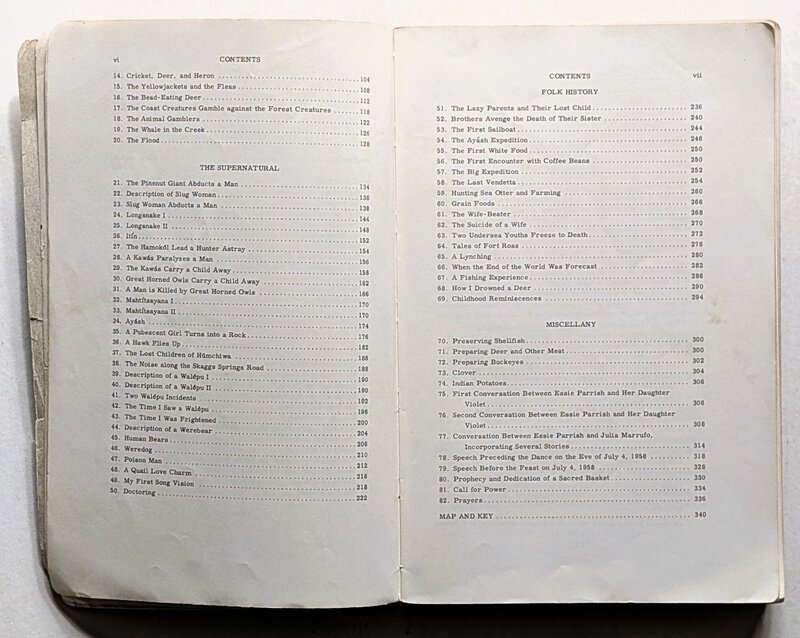 vi CONTENTS
14. Cricket, Deer, and Heron 104
15. The Yellowjackets and the Fleas 108
16. The Bead-Eating Deer 112
17. The Coast Creatures Gamble against the Forest Creatures 118
18. The Animal Gamblers 122
19. The Whale in the Creek 126
20. The Flood 128
THE SUPERNATURAL
21. The Pinenut Giant Abducts a Man 134
22. Description of Slug Woman 138
23. Slug Woman Abducts a Man 138
24. Longsnake I 144
25. Longsnake II 148
26. Itín 152
27. The Hamokől Lead a Hunter Astray 154
28. A Kawás Paralyzes a Man 156
29. The Kawás Carry a Child Away 158
30. Great Horned Owls Carry a Child Away 162
31. A Man is Killed by Great Horned Owls 166
32. Mahtítsayana I 170
33. Mahtítsayana II 170
34. Ayásh 174
35. A Pubescent Girl Turns into a Rock 176
36. A Hawk Flies Up 182
37. The Lost Children of Húmchiwa 186
38. The Noise along the Skaggs Springs Road 188
39. Description of a Walépu I 190
40. Description of a Walépu II 190
41. Two Walépu Incidents 192
42. The Time I Saw a Walépu 196
43. The Time I Was Frightened 200
44. Description of a Werebear 204
45. Human Bears 206
46. Weredog 210
47. Poison Man 212
48. A Quail Love Charm 216
49. My First Song Vision 218
50. Doctoring 222
CONTENTS vii
FOLK HISTORY
51. The Lazy Parents and Their Lost Child 236
52. Brothers Avenge the Death of Their Sister 240
53. The First Sailboat 244
54. The Ayásh Expedition 246
55. The First White Food 250
56. The First Encounter with Coffee Beans 250
57. The Big Expedition 252
58. The Last Vendetta 254
59. Hunting Sea Otter and Farming 260
60. Grain Foods 266
61. The Wife-Beater 268
62. The Suicide of a Wife 270
63. Two Undersea Youths Freeze to Death 272
64. Tales of Fort Ross 276
65. A Lynching 280
66. When the End of the World Was Forecast 282
67. A Fishing Experience 286
68. How I Drowned a Deer 290
69. Childhood Reminiscences 294
MISCELLANY
70. Preserving Shellfish 300
71. Preparing Deer and Other Meat 300
72. Preparing Buckeyes 302
73. Clover 304
74. Indian Potatoes 306
75. First Conversation Between Essie Parrish and Her Daughter
Violet 306
76. Second Conversation Between Essie Parrish and Her Daughter
Violet 308
77. Conversation Between Essie Parrish and Julia Marrufo,
Incorporating Several Stories 314
78. Speech Preceding the Dance on the Eve of July 4, 1958 318
79. Speech Before the Feast on July 4, 1958 328
80. Prophecy and Dedication of a Sacred Basket 330
81. Call for Power 334
82. Prayers 336
MAP AND KEY 340